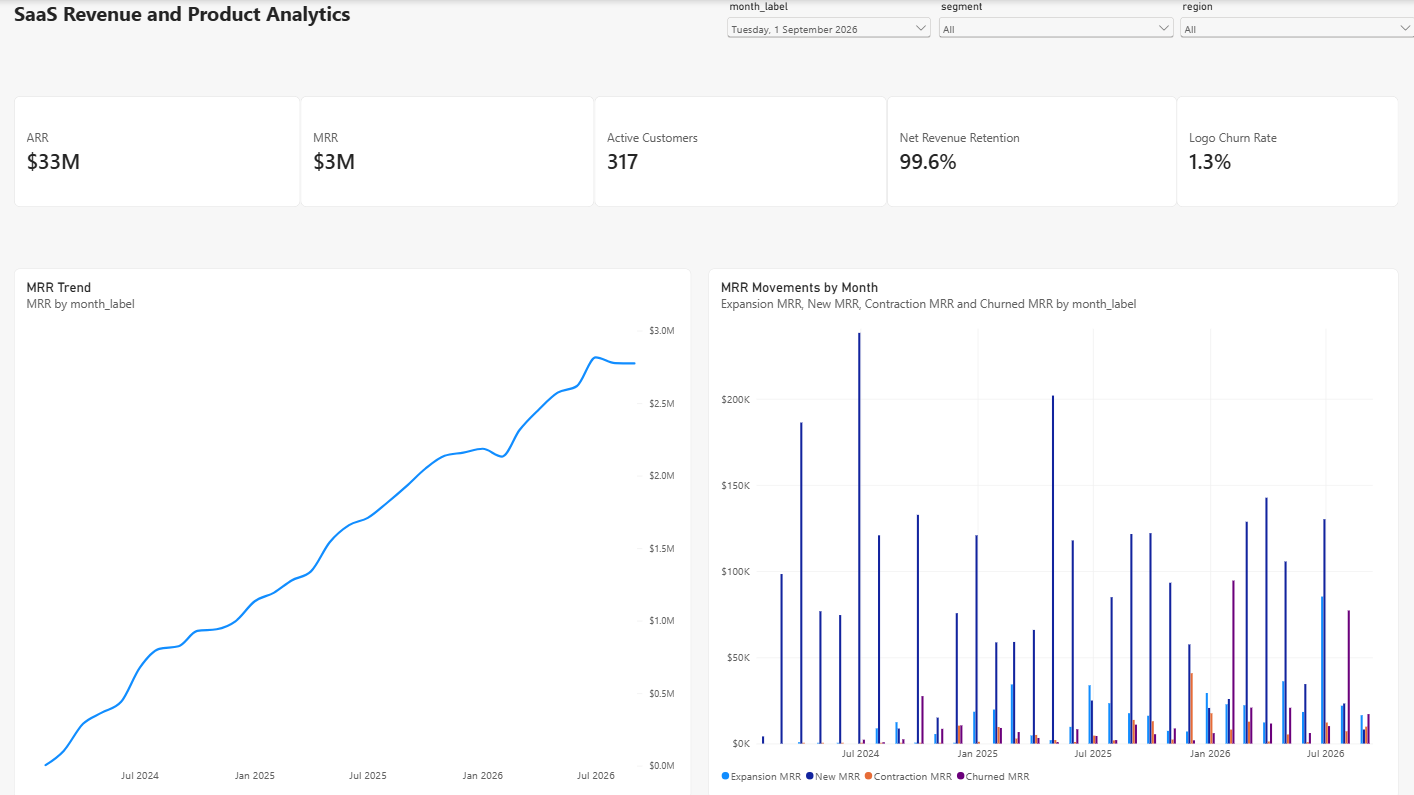 SaaS Revenue and Product Analytics
month_label
Tuesday, 1 September 2026
segment
All
region
All
ARR
$33M
MRR
$3M
Active Customers
317
Net Revenue Retention
99.6%
Logo Churn Rate
1.3%
MRR Trend
MRR by month_label
$3.0M
$2.5M
$2.0M
$1.5M
$1.0M
$0.5M
$0.0M
Jul 2024 Jan 2025 Jul 2025 Jan 2026 Jul 2026
MRR Movements by Month
Expansion MRR, New MRR, Contraction MRR and Churned MRR by month_label
$200K
$150K
$100K
$50K
$0K
Jul 2024 Jan 2025 Jul 2025 Jan 2026 Jul 2026
Expansion MRR New MRR Contraction MRR Churned MRR